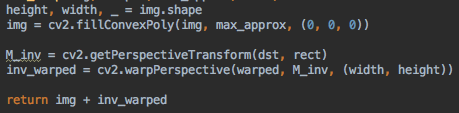 height, width, _ = img.shape
img = cv2.fillConvexPoly(img, max_approx, (0, 0, 0))
M_inv = cv2.getPerspectiveTransform(dst, rect)
inv_warped = cv2.warpPerspective(warped, M_inv, (width, height))
return img + inv_warped